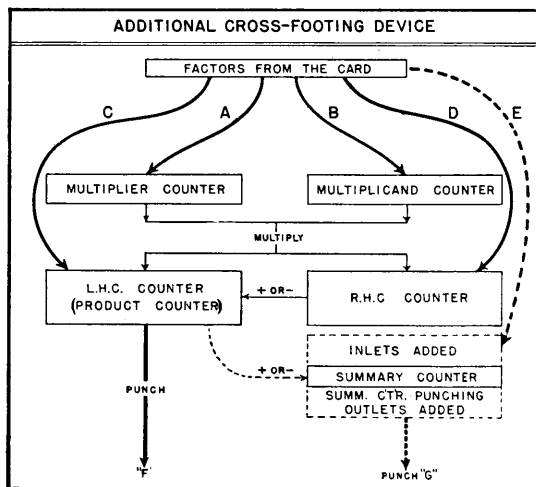 ADDITIONAL CROSS-FOOTING DEVICE
FACTORS FROM THE CARD
C A B D E
MULTIPLIER COUNTER
MULTIPLICAND COUNTER
MULTIPLY
L.H.C. COUNTER
(PRODUCT COUNTER)
+ OR-
R.H.C COUNTER
INLETS ADDED
+ OR-
SUMMARY COUNTER
SUMM. CTR. PUNCHING
OUTLETS ADDED
PUNCH
"F"
PUNCH "G"